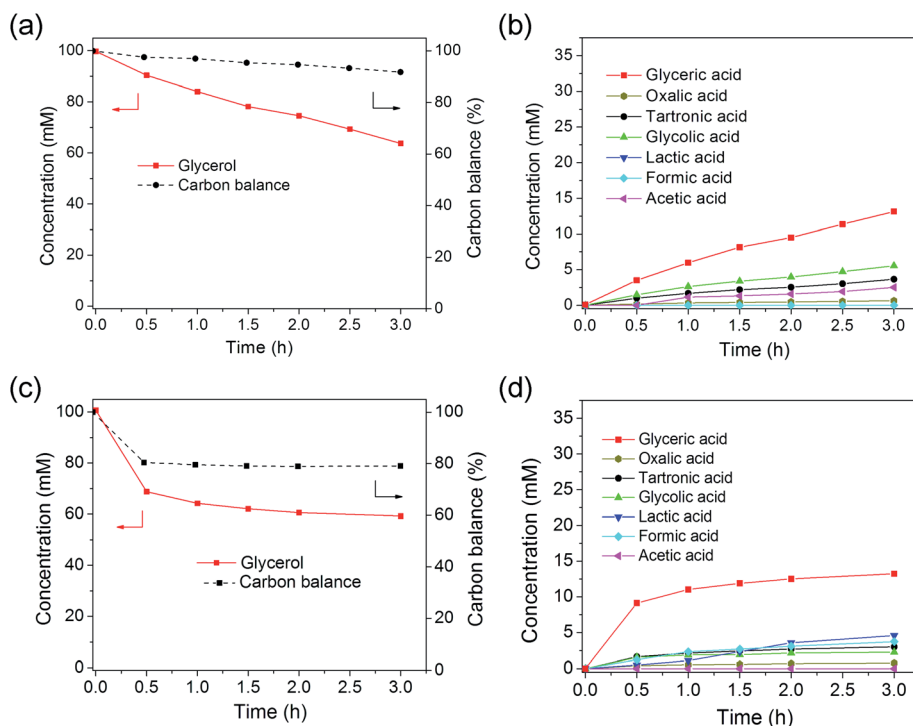 (a)
Concentration (mM)
100
80
60
40
20
0
0.0 0.5 1.0 1.5 2.0 2.5 3.0
Time (h)
100
80
60
40
20
0
Carbon balance (%)
Glycerol
Carbon balance
(b)
Concentration (mM)
35
30
25
20
15
10
5
0
0.0 0.5 1.0 1.5 2.0 2.5 3.0
Time (h)
Glyceric acid
Oxalic acid
Tartronic acid
Glycolic acid
Lactic acid
Formic acid
Acetic acid
(c)
Concentration (mM)
100
80
60
40
20
0
0.0 0.5 1.0 1.5 2.0 2.5 3.0
Time (h)
100
80
60
40
20
0
Carbon balance (%)
Glycerol
Carbon balance
(d)
Concentration (mM)
35
30
25
20
15
10
5
0
0.0 0.5 1.0 1.5 2.0 2.5 3.0
Time (h)
Glyceric acid
Oxalic acid
Tartronic acid
Glycolic acid
Lactic acid
Formic acid
Acetic acid